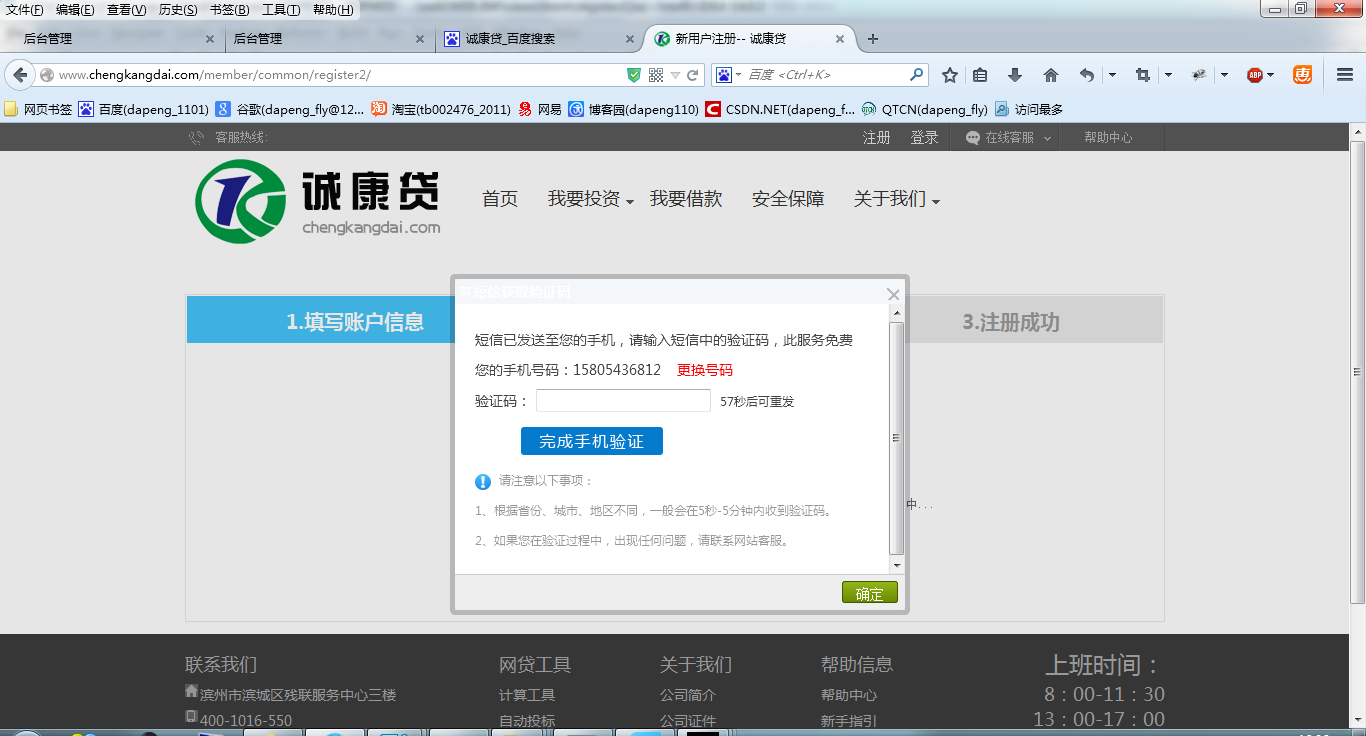 文件(F) 编辑(E) 查看(V) 历史(S) 书签(B) 工具(T) 帮助(H)
后台管理 后台管理 诚康贷_百度搜索 新用户注册-- 诚康贷
www.chengkangdai.com/member/common/register2/ 百度 <Ctrl+K> ABP
网页书签 百度(dapeng_1101) 谷歌(dapeng_fly@12... 淘宝(tb002476_2011) 网易 博客园(dapeng110) CSDN.NET(dapeng_f... QTCN(dapeng_fly) 访问最多
客服热线: 注册 登录 在线客服 帮助中心
诚康贷
chengkangdai.com
首页 我要投资 我要借款 安全保障 关于我们
1.填写账户信息 3.注册成功
短信获取验证码
短信已发送至您的手机，请输入短信中的验证码，此服务免费
您的手机号码：15805436812 更换号码
验证码： 57秒后可重发
完成手机验证
请注意以下事项：
1、根据省份、城市、地区不同，一般会在5秒-5分钟内收到验证码。
中...
2、如果您在验证过程中，出现任何问题，请联系网站客服。
确定
联系我们 网贷工具 关于我们 帮助信息 上班时间：
滨州市滨城区残联服务中心三楼 计算工具 公司简介 帮助中心 8：00-11：30
400-1016-550 自动投标 公司证件 新手指引 13：00-17：00